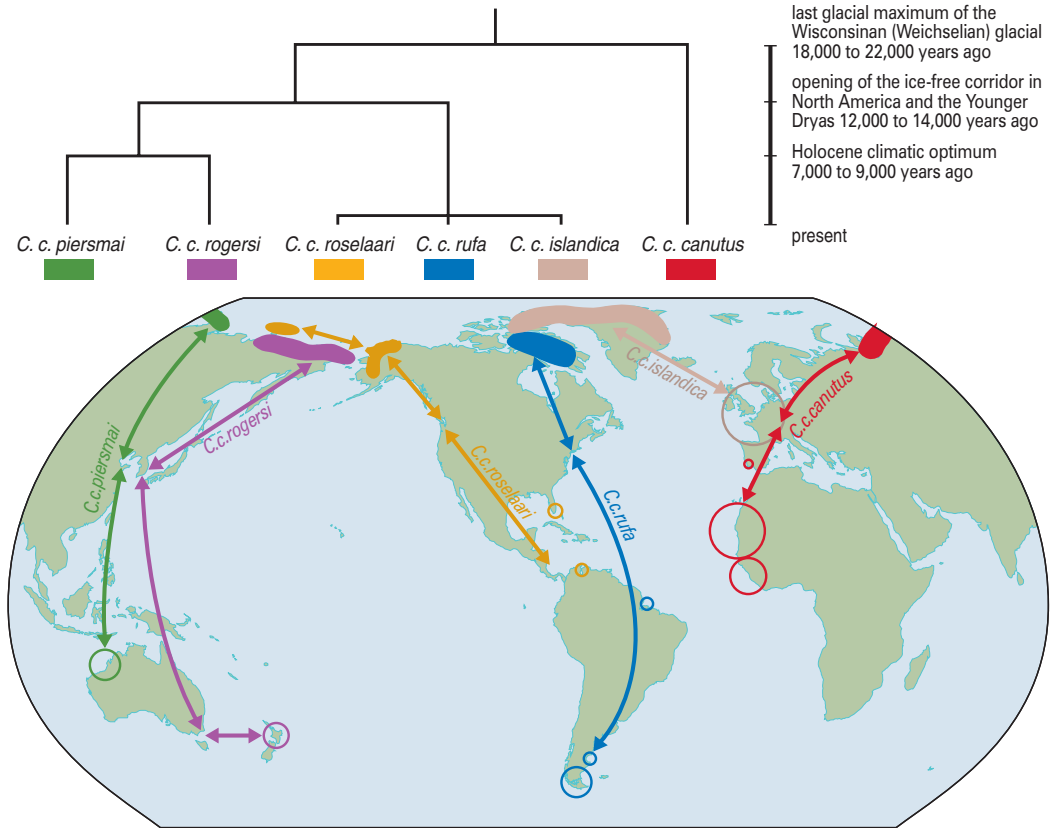 last glacial maximum of the
Wisconsinan (Weichselian) glacial
18,000 to 22,000 years ago
opening of the ice-free corridor in
North America and the Younger
Dryas 12,000 to 14,000 years ago
Holocene climatic optimum
7,000 to 9,000 years ago
present
C. c. piersmai
C. c. rogersi
C. c. roselaari
C. c. rufa
C. c. islandica
C. c. canutus
C.c.piersmai
C.c.rogersi
C.c.roselaari
C.c.rufa
C.c.islandica
C.c.canutus